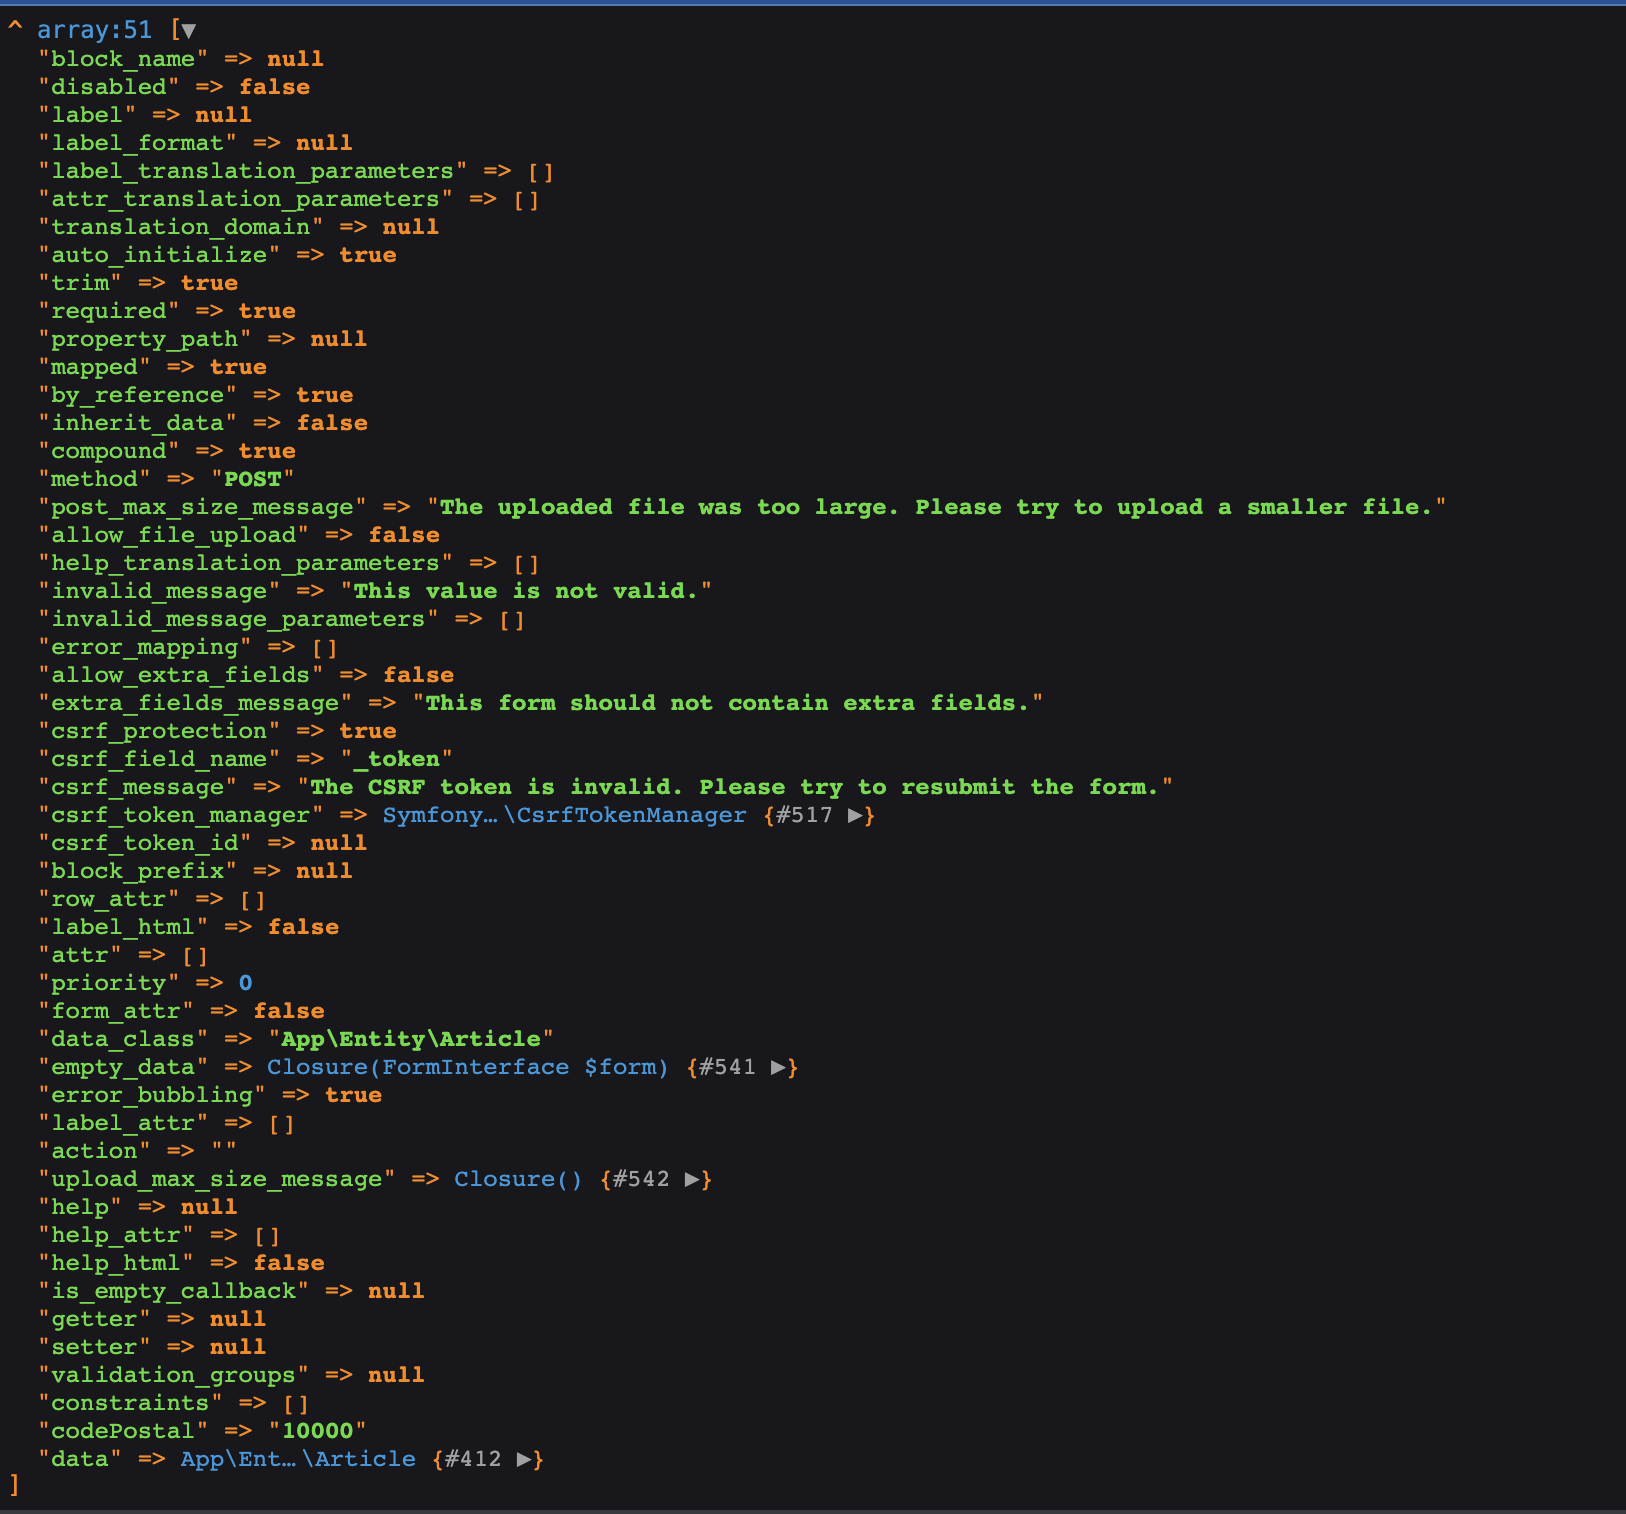 ^ array:51 [▼
"block_name" => null
"disabled" => false
"label" => null
"label_format" => null
"label_translation_parameters" => []
"attr_translation_parameters" => []
"translation_domain" => null
"auto_initialize" => true
"trim" => true
"required" => true
"property_path" => null
"mapped" => true
"by_reference" => true
"inherit_data" => false
"compound" => true
"method" => "POST"
"post_max_size_message" => "The uploaded file was too large. Please try to upload a smaller file."
"allow_file_upload" => false
"help_translation_parameters" => []
"invalid_message" => "This value is not valid."
"invalid_message_parameters" => []
"error_mapping" => []
"allow_extra_fields" => false
"extra_fields_message" => "This form should not contain extra fields."
"csrf_protection" => true
"csrf_field_name" => "_token"
"csrf_message" => "The CSRF token is invalid. Please try to resubmit the form."
"csrf_token_manager" => Symfony…\CsrfTokenManager {#517 ▶}
"csrf_token_id" => null
"block_prefix" => null
"row_attr" => []
"label_html" => false
"attr" => []
"priority" => 0
"form_attr" => false
"data_class" => "App\Entity\Article"
"empty_data" => Closure(FormInterface $form) {#541 ▶}
"error_bubbling" => true
"label_attr" => []
"action" => ""
"upload_max_size_message" => Closure() {#542 ▶}
"help" => null
"help_attr" => []
"help_html" => false
"is_empty_callback" => null
"getter" => null
"setter" => null
"validation_groups" => null
"constraints" => []
"codePostal" => "10000"
"data" => App\Ent…\Article {#412 ▶}
]